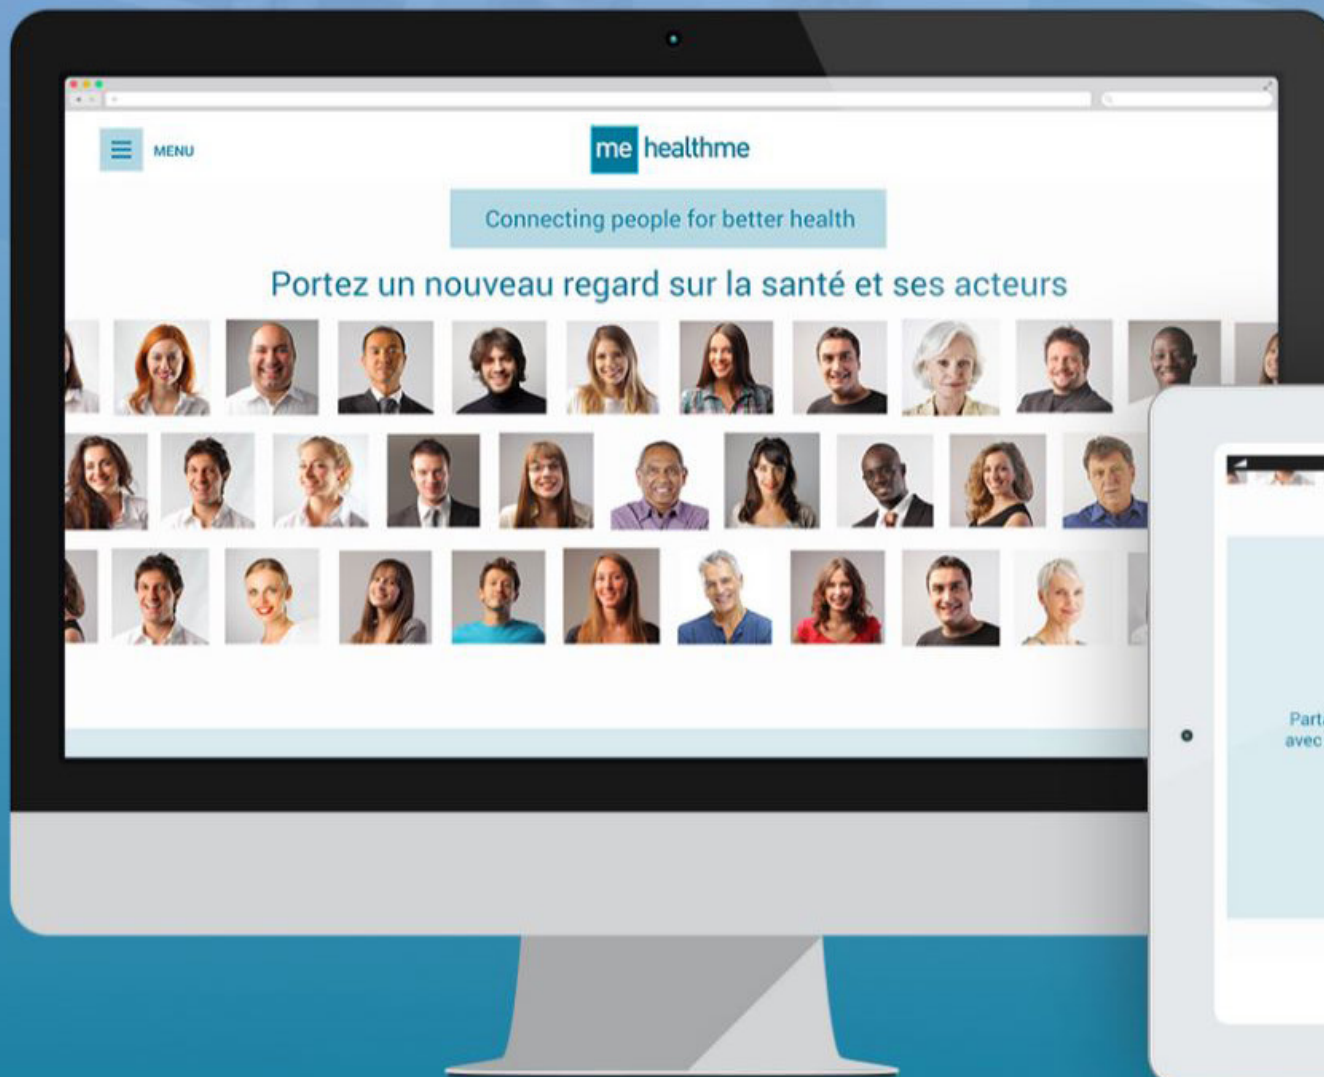 MENU
me healthme
Connecting people for better health
Portez un nouveau regard sur la santé et ses acteurs
avec